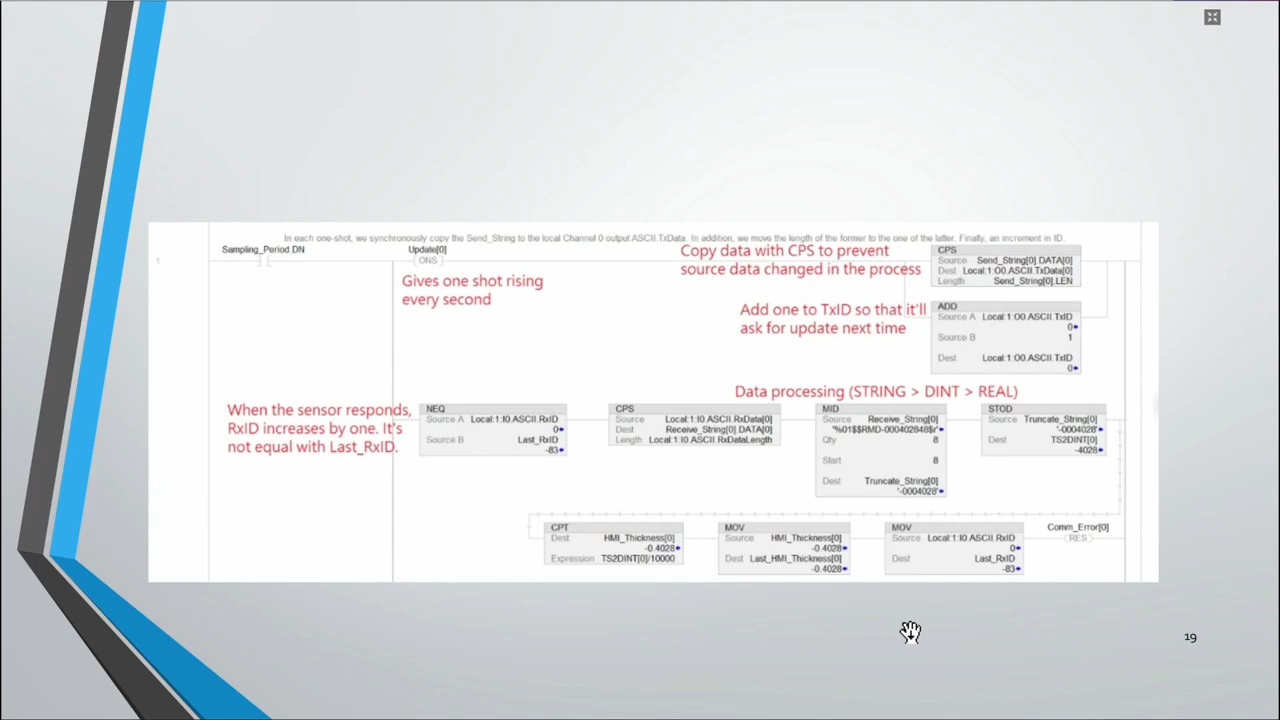 In each one-shot, we synchronously copy the Send_String to the local Channel 0 output ASCII.TxData. In addition, we move the length of the former to the one of the latter. Finally, an increment in ID.
Sampling_Period.DN
Update[0]
ONS
1
Gives one shot rising
every second
Copy data with CPS to prevent
source data changed in the process
CPS
Source Send_String[0].DATA[0]
Dest Local:1:O0.ASCII.TxData[0]
Length Send_String[0].LEN
Add one to TxID so that it'll
ask for update next time
ADD
Source A Local:1:O0.ASCII.TxID
0
Source B 1
Dest Local:1:O0.ASCII.TxID
0
Data processing (STRING > DINT > REAL)
When the sensor responds,
RxID increases by one. It's
not equal with Last_RxID.
NEQ
Source A Local:1:I0.ASCII.RxID
0
Source B Last_RxID
-83
CPS
Source Local:1:I0.ASCII.RxData[0]
Dest Receive_String[0].DATA[0]
Length Local:1:I0.ASCII.RxDataLength
MID
Source Receive_String[0]
'%01$$RMD-000402848$r'
Qty 8
Start 8
Dest Truncate_String[0]
'-0004028'
STOD
Source Truncate_String[0]
'-0004028'
Dest TS2DINT[0]
-4028
CPT
Dest HMI_Thickness[0]
-0.4028
Expression TS2DINT[0]/10000
MOV
Source HMI_Thickness[0]
-0.4028
Dest Last_HMI_Thickness[0]
-0.4028
MOV
Source Local:1:I0.ASCII.RxID
0
Dest Last_RxID
-83
Comm_Error[0]
RES
19